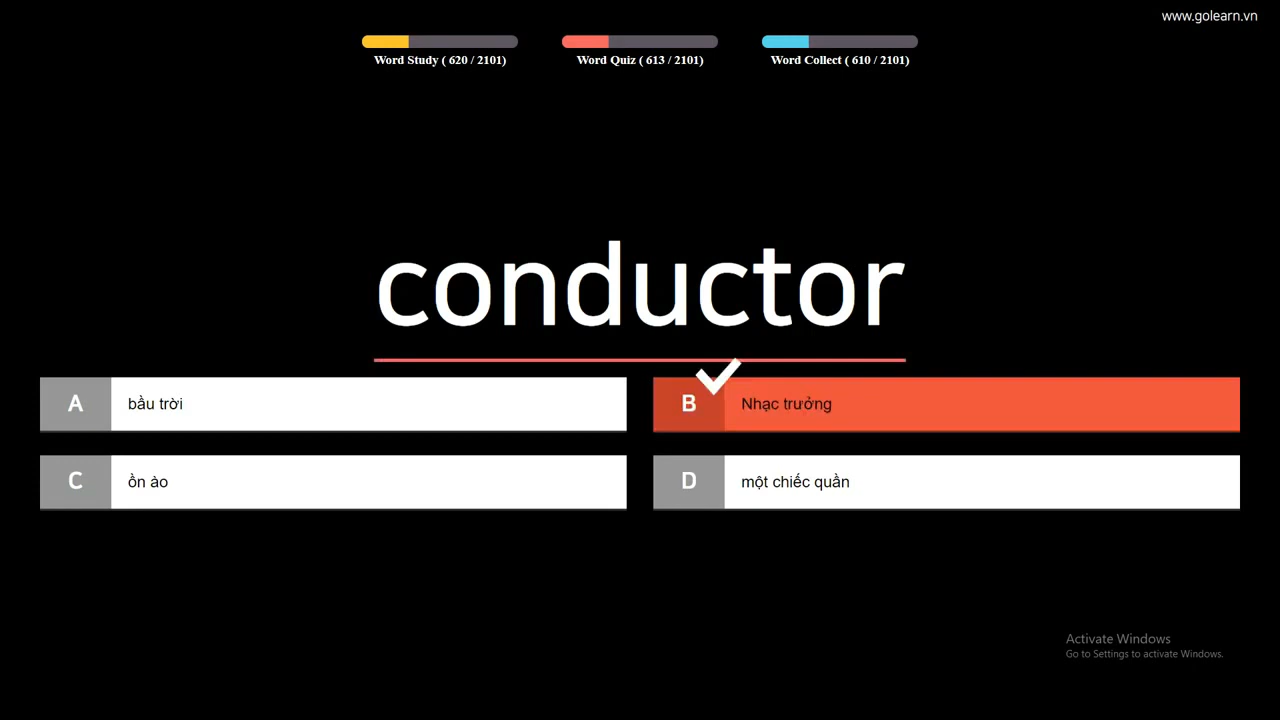 www.golearn.vn
Word Study ( 620 / 2101)
Word Quiz ( 613 / 2101)
Word Collect ( 610 / 2101)
conductor
A bầu trời
B Nhạc trưởng
C ồn ào
D một chiếc quần
Activate Windows
Go to Settings to activate Windows.